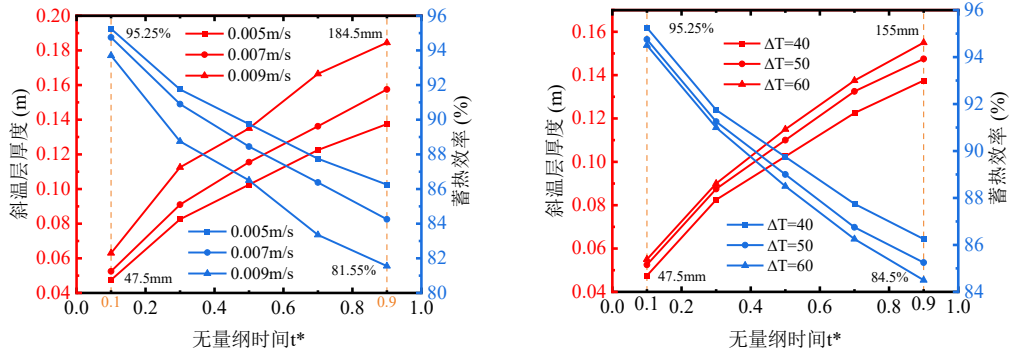 0.20
0.18
0.16
0.14
0.12
0.10
0.08
0.06
0.04
斜温层厚度 (m)
95.25%
0.005m/s
0.007m/s
0.009m/s
184.5mm
0.005m/s
0.007m/s
0.009m/s
47.5mm
81.55%
96
94
92
90
88
86
84
82
80
蓄热效率 (%)
0.0
0.1
0.2
0.4
0.6
0.8
0.9
1.0
无量纲时间t*
0.16
0.14
0.12
0.10
0.08
0.06
0.04
斜温层厚度 (m)
95.25%
ΔT=40
ΔT=50
ΔT=60
155mm
ΔT=40
ΔT=50
ΔT=60
47.5mm
84.5%
96
94
92
90
88
86
84
蓄热效率 (%)
0.0
0.1
0.2
0.4
0.6
0.8
0.9
1.0
无量纲时间t*